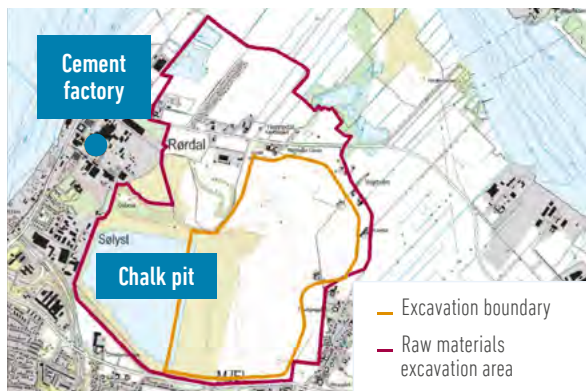 Cement
factory
Rørdal
Sølyst
Chalk pit
Excavation boundary
Raw materials
excavation area